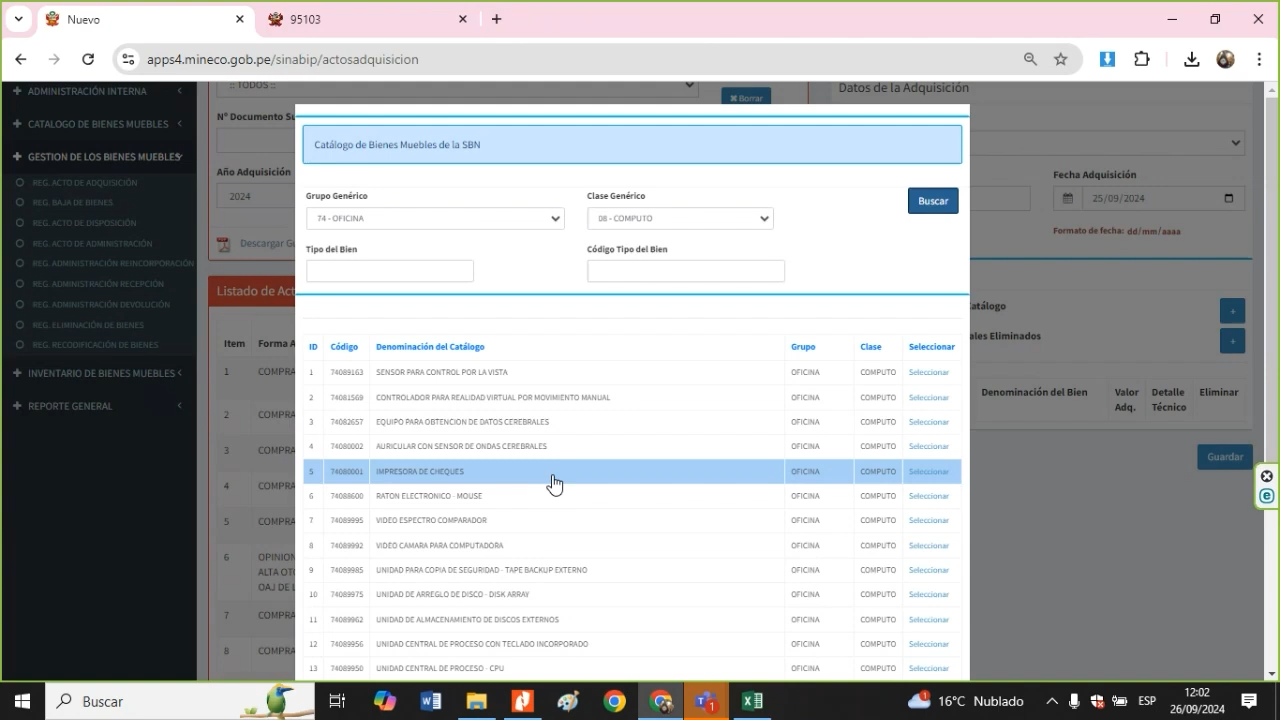 Nuevo
95103
apps4.mineco.gob.pe/sinabip/actosadquisicion
ADMINISTRACIÓN INTERNA
CATALOGO DE BIENES MUEBLES
GESTION DE LOS BIENES MUEBLES
REG. ACTO DE ADQUISICIÓN
REG. BAJA DE BIENES
REG. ACTO DE DISPOSICIÓN
REG. ACTO DE ADMINISTRACIÓN
REG. ADMINISTRACIÓN REINCORPORACIÓN
REG. ADMINISTRACIÓN RECEPCIÓN
REG. ADMINISTRACIÓN DEVOLUCIÓN
REG. ELIMINACIÓN DE BIENES
REG. RECODIFICACIÓN DE BIENES
INVENTARIO DE BIENES MUEBLES
REPORTE GENERAL
:: TODOS ::
Borrar
Nº Documento Su
Año Adquisición
2024
Descargar Gu
Listado de Act
Item Forma A
1 COMPRA
2 COMPRA
3 COMPRA
4 COMPRA
5 COMPRA
6 OPINION
ALTA OTO
OAJ DE L
7 COMPRA
8 COMPRA
Catálogo de Bienes Muebles de la SBN
Grupo Genérico Clase Genérico
74 - OFICINA 08 - COMPUTO Buscar
Tipo del Bien Código Tipo del Bien
ID Código Denominación del Catálogo Grupo Clase Seleccionar
1 74089163 SENSOR PARA CONTROL POR LA VISTA OFICINA COMPUTO Seleccionar
2 74081569 CONTROLADOR PARA REALIDAD VIRTUAL POR MOVIMIENTO MANUAL OFICINA COMPUTO Seleccionar
3 74082657 EQUIPO PARA OBTENCION DE DATOS CEREBRALES OFICINA COMPUTO Seleccionar
4 74080002 AURICULAR CON SENSOR DE ONDAS CEREBRALES OFICINA COMPUTO Seleccionar
5 74080001 IMPRESORA DE CHEQUES OFICINA COMPUTO Seleccionar
6 74088600 RATON ELECTRONICO - MOUSE OFICINA COMPUTO Seleccionar
7 74089995 VIDEO ESPECTRO COMPARADOR OFICINA COMPUTO Seleccionar
8 74089992 VIDEO CAMARA PARA COMPUTADORA OFICINA COMPUTO Seleccionar
9 74089985 UNIDAD PARA COPIA DE SEGURIDAD - TAPE BACKUP EXTERNO OFICINA COMPUTO Seleccionar
10 74089975 UNIDAD DE ARREGLO DE DISCO - DISK ARRAY OFICINA COMPUTO Seleccionar
11 74089962 UNIDAD DE ALMACENAMIENTO DE DISCOS EXTERNOS OFICINA COMPUTO Seleccionar
12 74089956 UNIDAD CENTRAL DE PROCESO CON TECLADO INCORPORADO OFICINA COMPUTO Seleccionar
13 74089950 UNIDAD CENTRAL DE PROCESO - CPU OFICINA COMPUTO Seleccionar
Datos de la Adquisición
Fecha Adquisición
25/09/2024
Formato de fecha: dd/mm/aaaa
atálogo +
ales Eliminados +
Denominación del Bien Valor Adq. Detalle Técnico Eliminar
Guardar
Buscar
1
1
16°C Nublado
ESP
12:02
26/09/2024